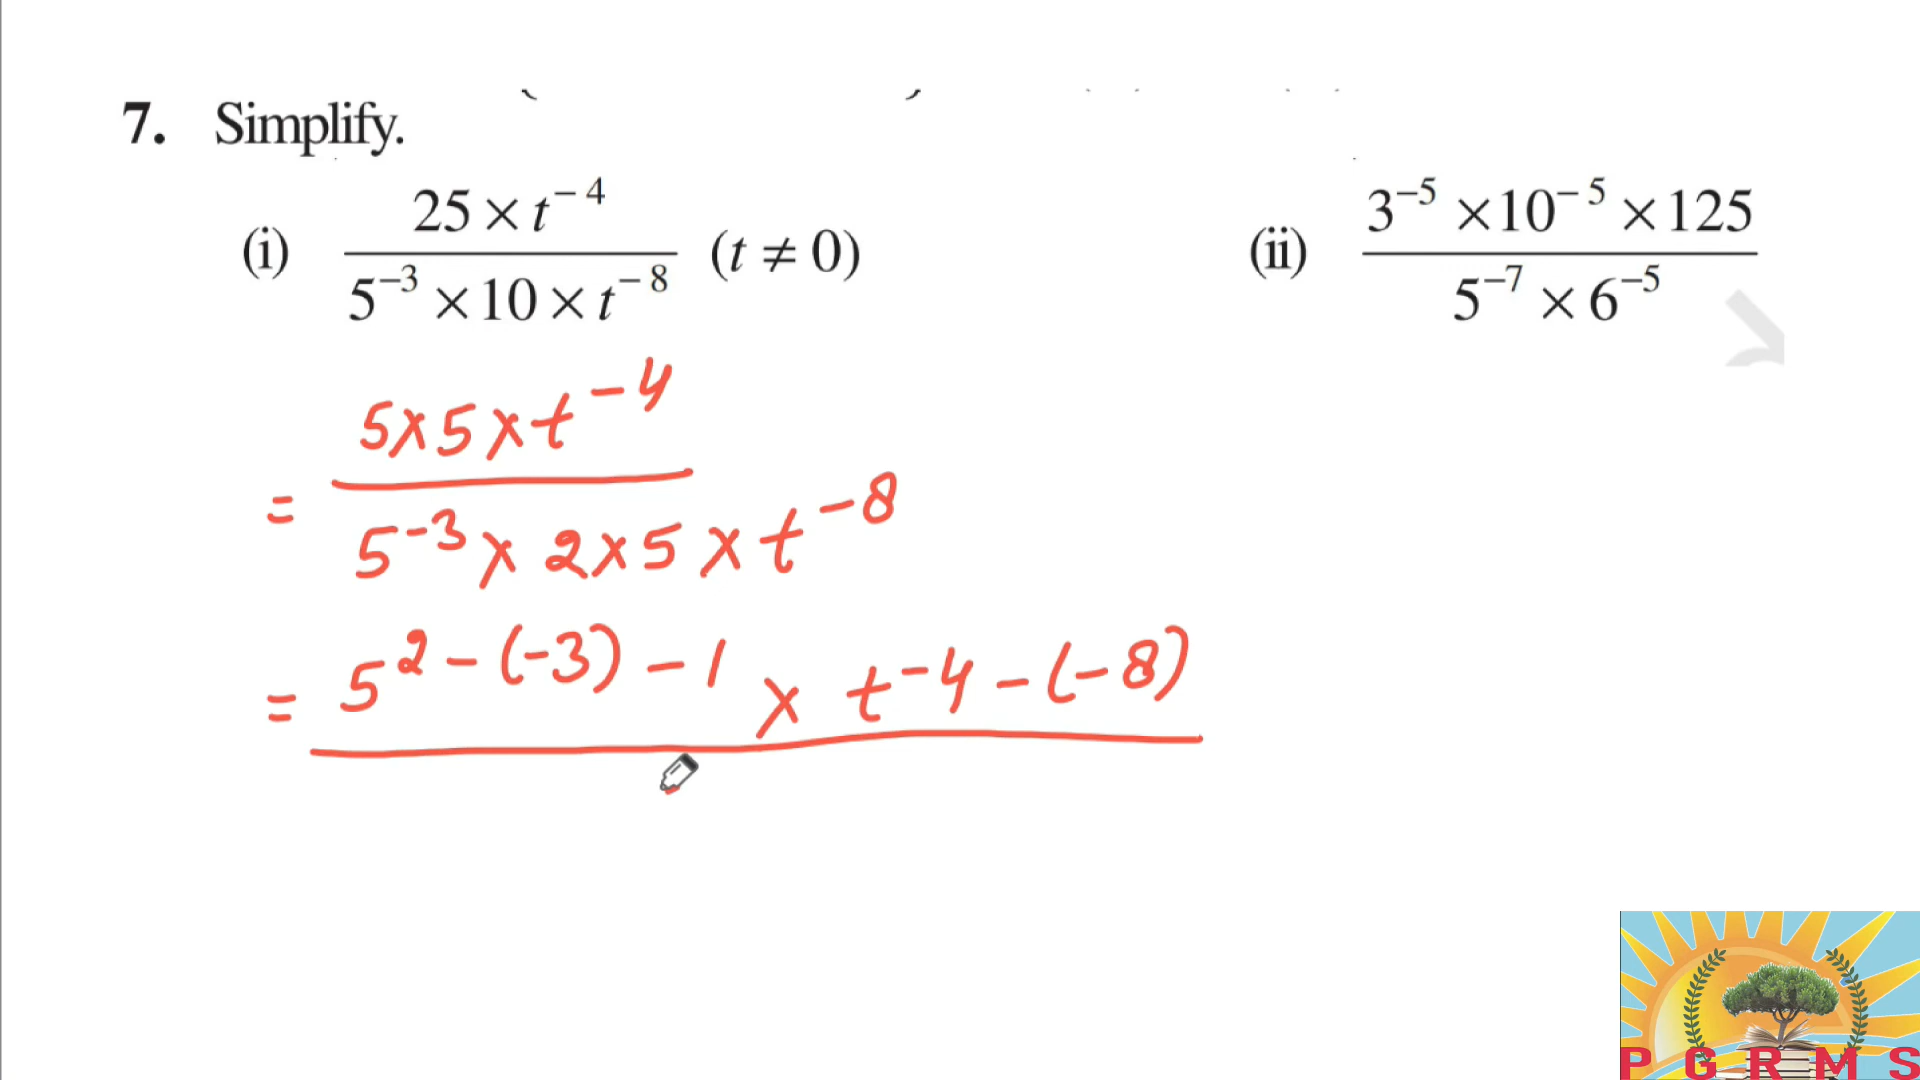 7. Simplify.
(i) 25 × t⁻⁴ / 5⁻³ × 10 × t⁻⁸ (t ≠ 0)
(ii) 3⁻⁵ × 10⁻⁵ × 125 / 5⁻⁷ × 6⁻⁵
= 5 × 5 × t⁻⁴ / 5⁻³ × 2 × 5 × t⁻⁸
= 5²⁻⁽⁻³⁾⁻¹ × t⁻⁴⁻⁽⁻⁸⁾
P G R M S